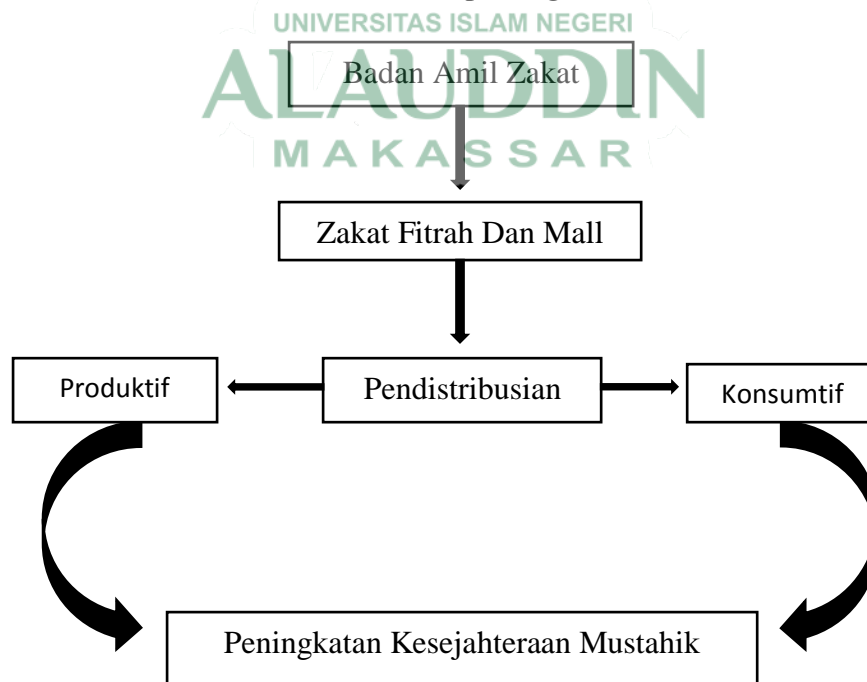 UNIVERSITAS ISLAM NEGERI
ALAUDDIN
Badan Amil Zakat
MAKASSAR
Zakat Fitrah Dan Mall
Produktif
Pendistribusian
Konsumtif
Peningkatan Kesejahteraan Mustahik